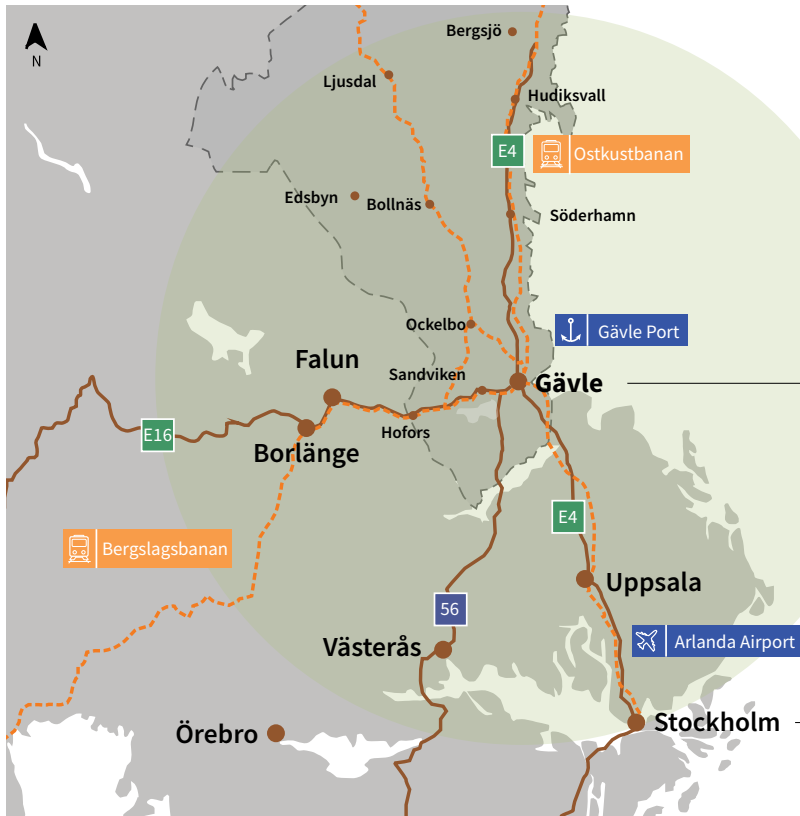 Bergsjö
N
Ljusdal
Hudiksvall
E4
Ostkustbanan
Edsbyn
Bollnäs
Söderhamn
Ockelbo
Gävle Port
Falun
Sandviken
Gävle
E16
Hofors
Borlänge
E4
Bergslagsbanan
Uppsala
56
Västerås
Arlanda Airport
Stockholm
Örebro